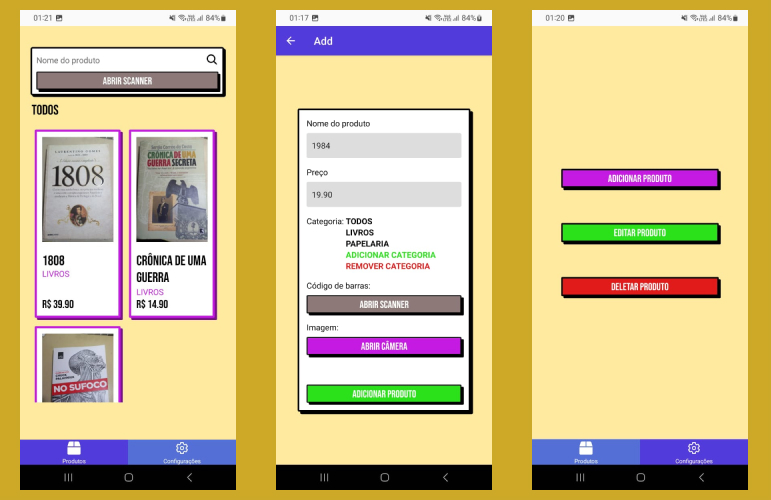 01:21
84%
Nome do produto
ABRIR SCANNER
TODOS
LAURENTINO GOMES
1808
CRÔNICA DE UMA
GUERRA SECRETA
1808
LIVROS
R$ 39.90
CRÔNICA DE UMA
GUERRA
LIVROS
R$ 14.90
NO SUFOCO
Produtos
Configurações
01:17
84%
Add
Nome do produto
1984
Preço
19.90
Categoria: TODOS
LIVROS
PAPELARIA
ADICIONAR CATEGORIA
REMOVER CATEGORIA
Código de barras:
ABRIR SCANNER
Imagem:
ABRIR CÂMERA
ADICIONAR PRODUTO
01:20
84%
ADICIONAR PRODUTO
EDITAR PRODUTO
DELETAR PRODUTO
Produtos
Configurações